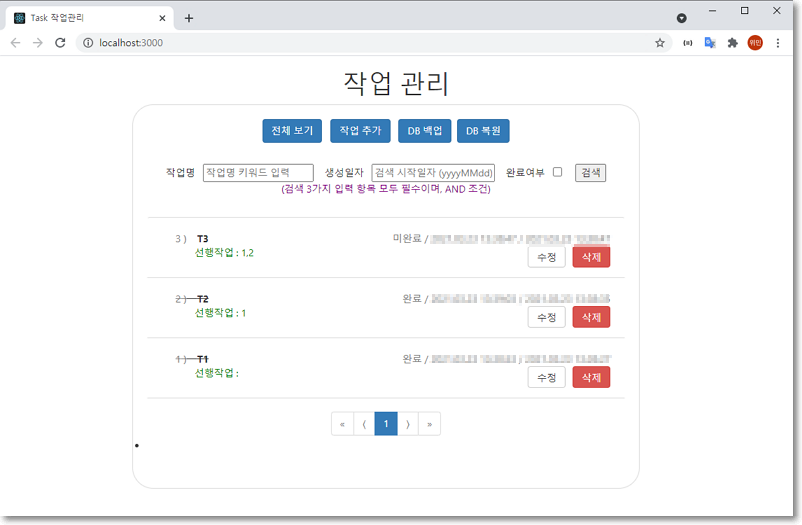 Task 작업관리
localhost:3000
위민
작업 관리
전체 보기 작업 추가 DB 백업 DB 복원
작업명 작업명 키워드 입력 생성일자 검색 시작일자 (yyyyMMdd) 완료여부 검색
(검색 3가지 입력 항목 모두 필수이며, AND 조건)
3 ) T3 미완료 /
선행작업 : 1,2 수정 삭제
2 ) T2 완료 /
선행작업 : 1 수정 삭제
1 ) T1 완료 /
선행작업 : 수정 삭제
« ⟨ 1 ⟩ »